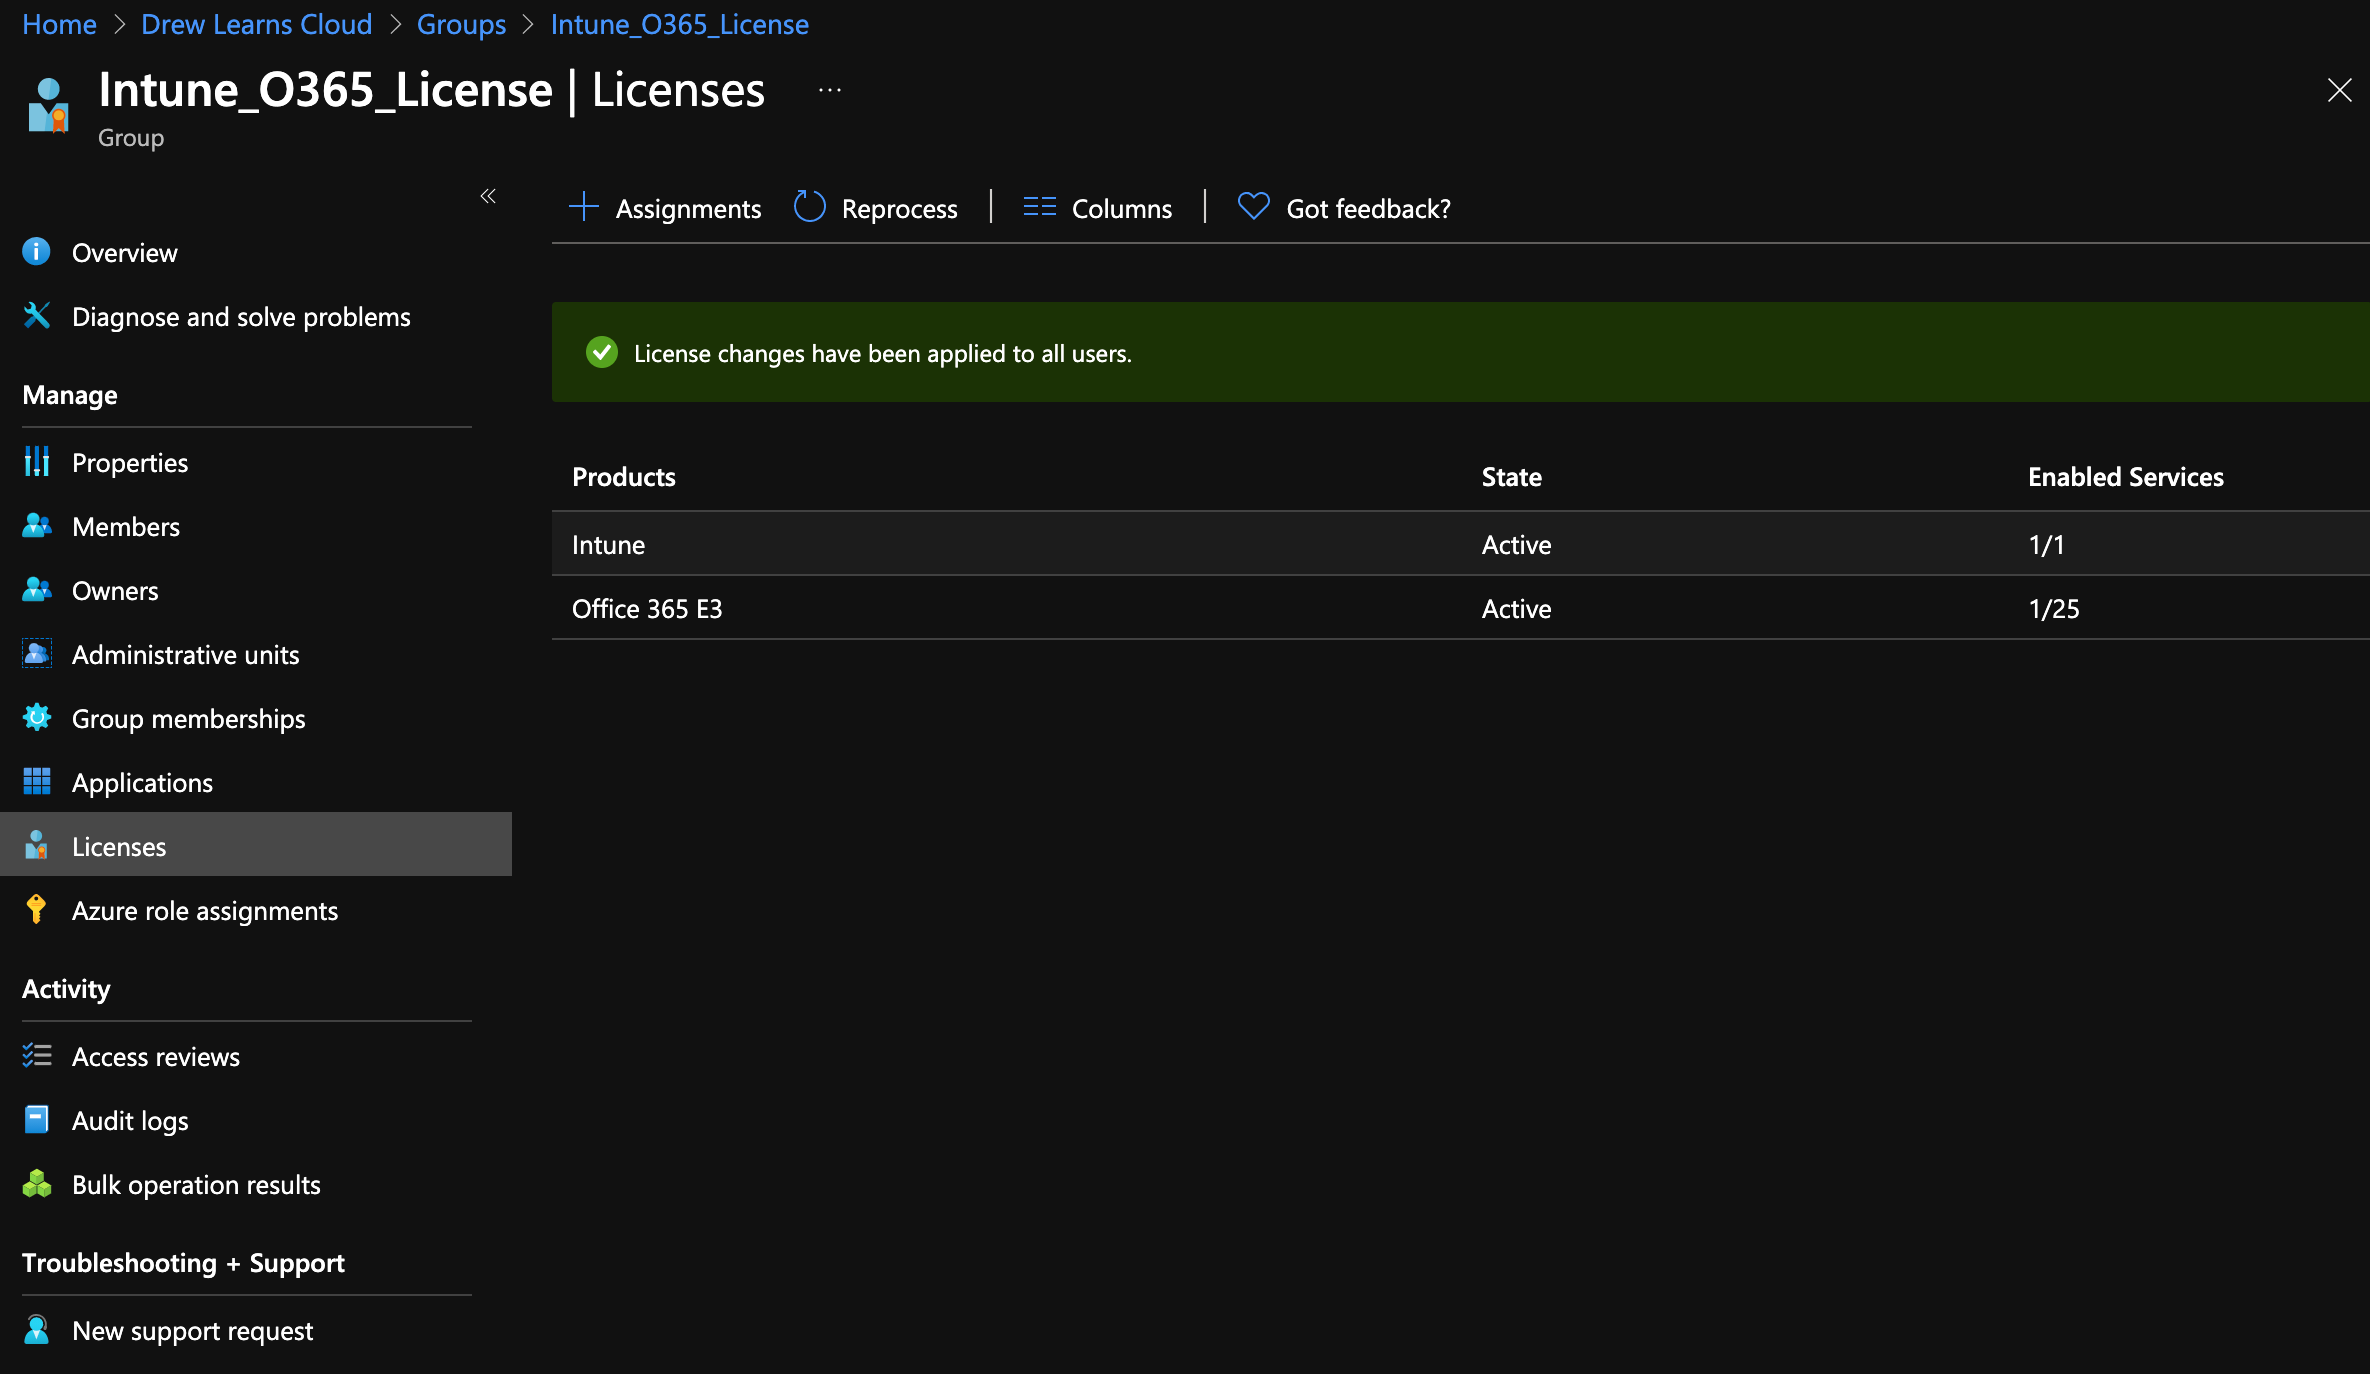 Home > Drew Learns Cloud > Groups > Intune_O365_License
Intune_O365_License | Licenses ...
Group
Assignments Reprocess | Columns | Got feedback?
Overview
Diagnose and solve problems
Manage
Properties
Members
Owners
Administrative units
Group memberships
Applications
Licenses
Azure role assignments
Activity
Access reviews
Audit logs
Bulk operation results
Troubleshooting + Support
New support request
License changes have been applied to all users.
Products State Enabled Services
Intune Active 1/1
Office 365 E3 Active 1/25